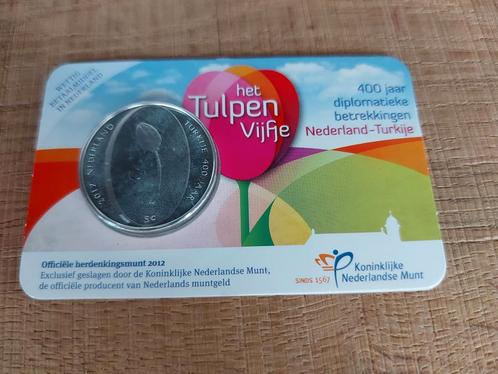 WETTIG
BETAALMIDDEL
IN NEDERLAND
2012 NEDERLAND
TURKIJE 400 JAAR
5€
het
Tulpen
Vijfje
400 jaar
diplomatieke
betrekkingen
Nederland-Turkije
Officiële herdenkingsmunt 2012
Exclusief geslagen door de Koninklijke Nederlandse Munt,
de officiële producent van Nederlands muntgeld
SINDS 1567
Koninklijke
Nederlandse Munt